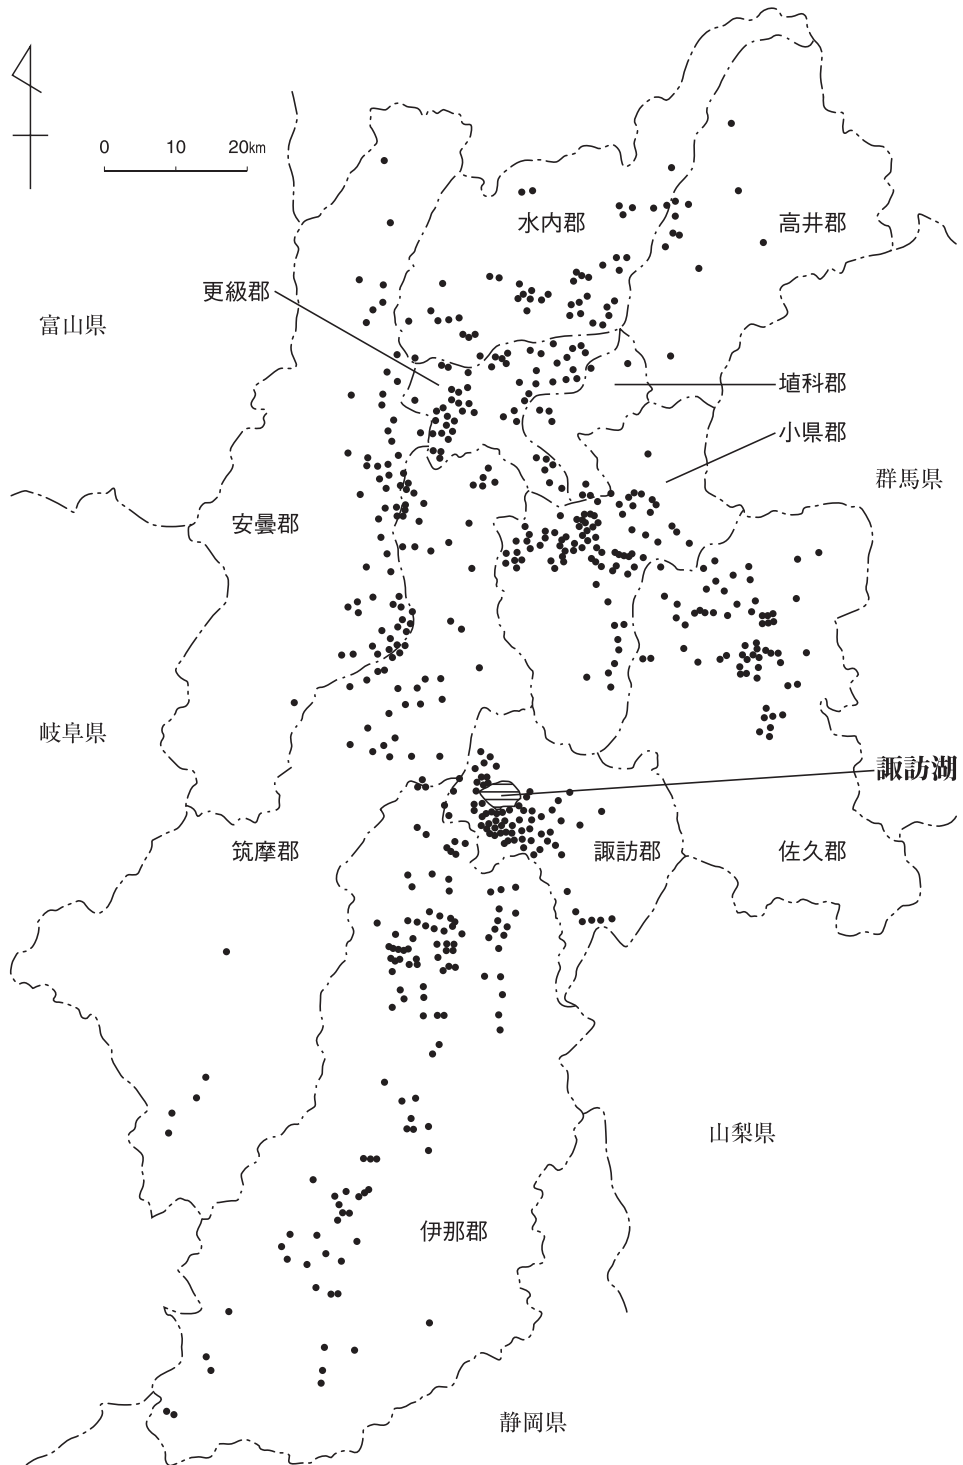 0 10 20km
水内郡
高井郡
更級郡
富山県
埴科郡
小県郡
群馬県
安曇郡
岐阜県
諏訪湖
筑摩郡
諏訪郡
佐久郡
山梨県
伊那郡
静岡県